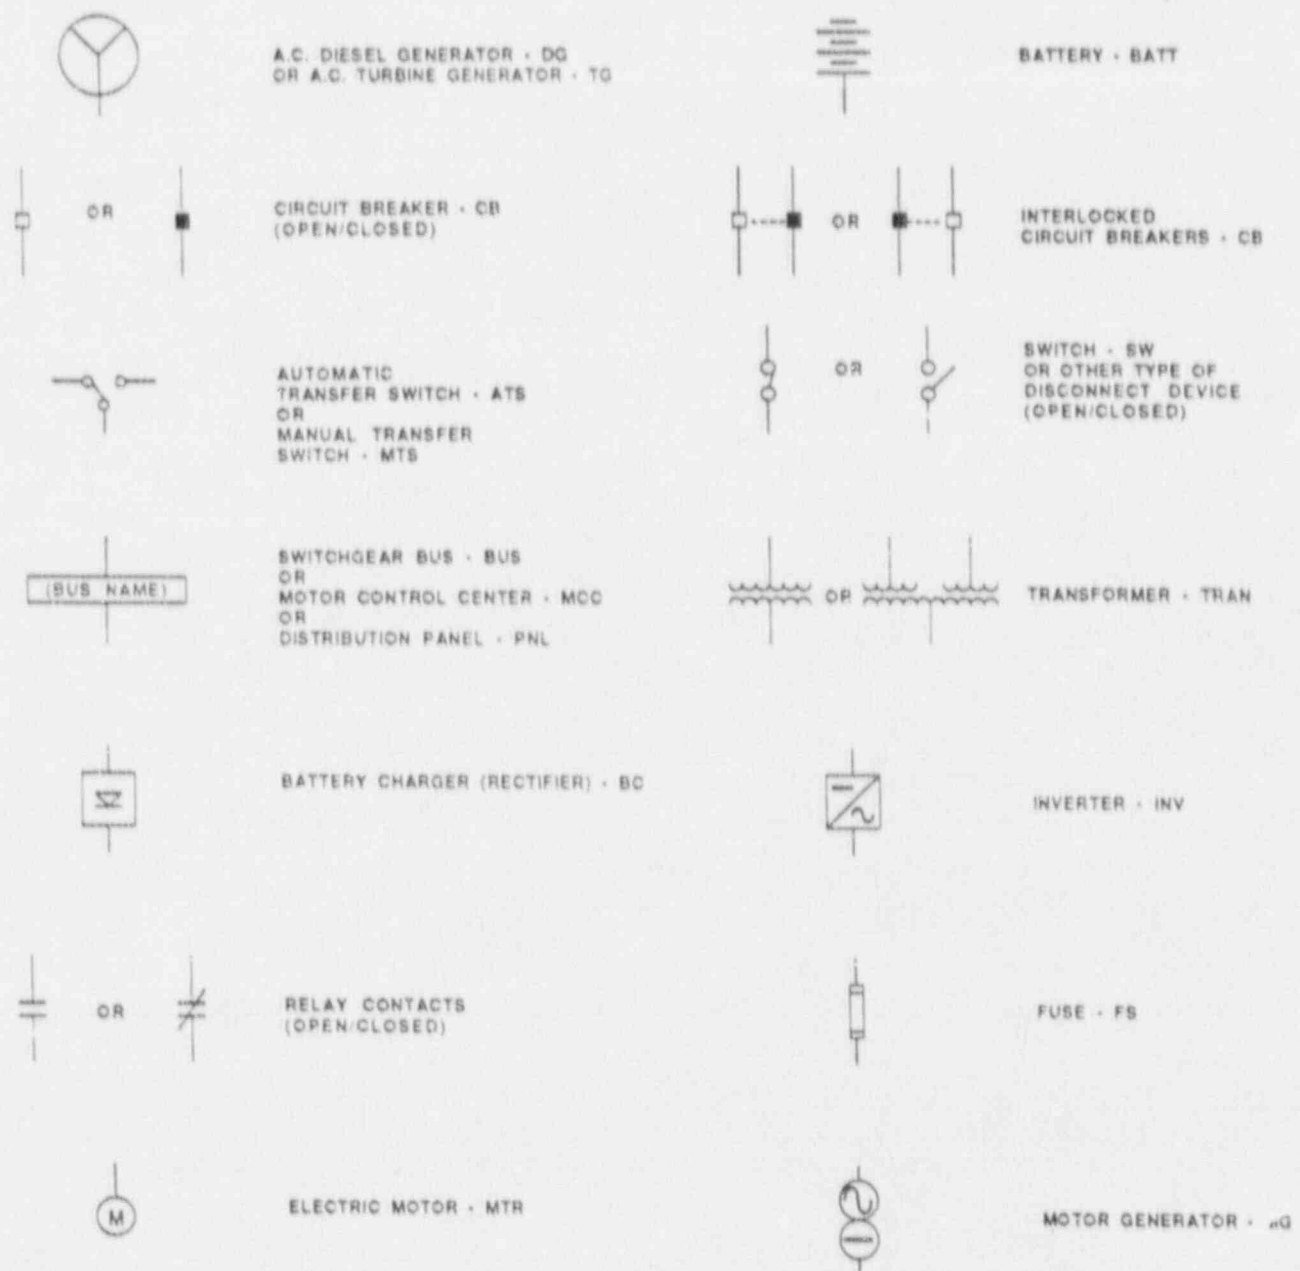 A.C. DIESEL GENERATOR - DG
OR A.C. TURBINE GENERATOR - TG
BATTERY - BATT
OR
CIRCUIT BREAKER - CB
(OPEN/CLOSED)
OR
INTERLOCKED
CIRCUIT BREAKERS - CB
AUTOMATIC
TRANSFER SWITCH - ATS
OR
MANUAL TRANSFER
SWITCH - MTS
OR
SWITCH - SW
OR OTHER TYPE OF
DISCONNECT DEVICE
(OPEN/CLOSED)
(BUS NAME)
SWITCHGEAR BUS - BUS
OR
MOTOR CONTROL CENTER - MCC
OR
DISTRIBUTION PANEL - PNL
OR
TRANSFORMER - TRAN
BATTERY CHARGER (RECTIFIER) - BC
INVERTER - INV
OR
RELAY CONTACTS
(OPEN/CLOSED)
FUSE - FS
M
ELECTRIC MOTOR - MTR
MOTOR GENERATOR -